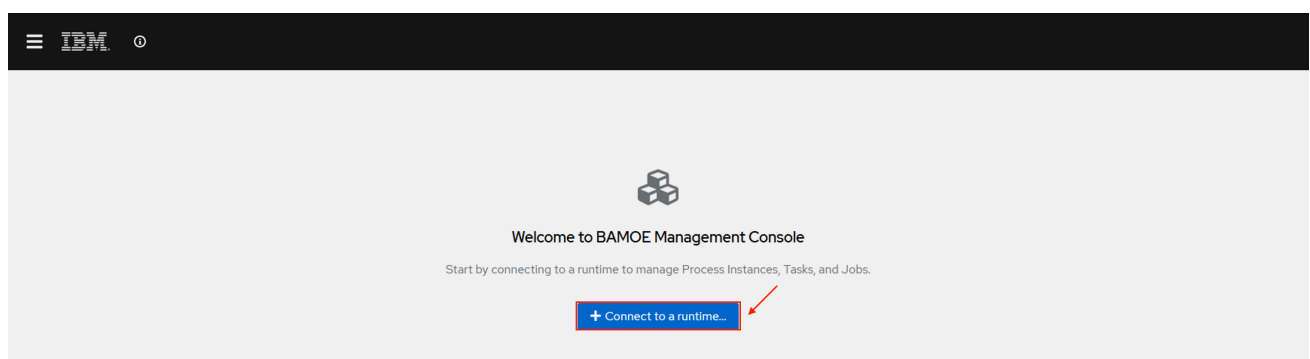 IBM.
Welcome to BAMOE Management Console
Start by connecting to a runtime to manage Process Instances, Tasks, and Jobs.
+ Connect to a runtime...